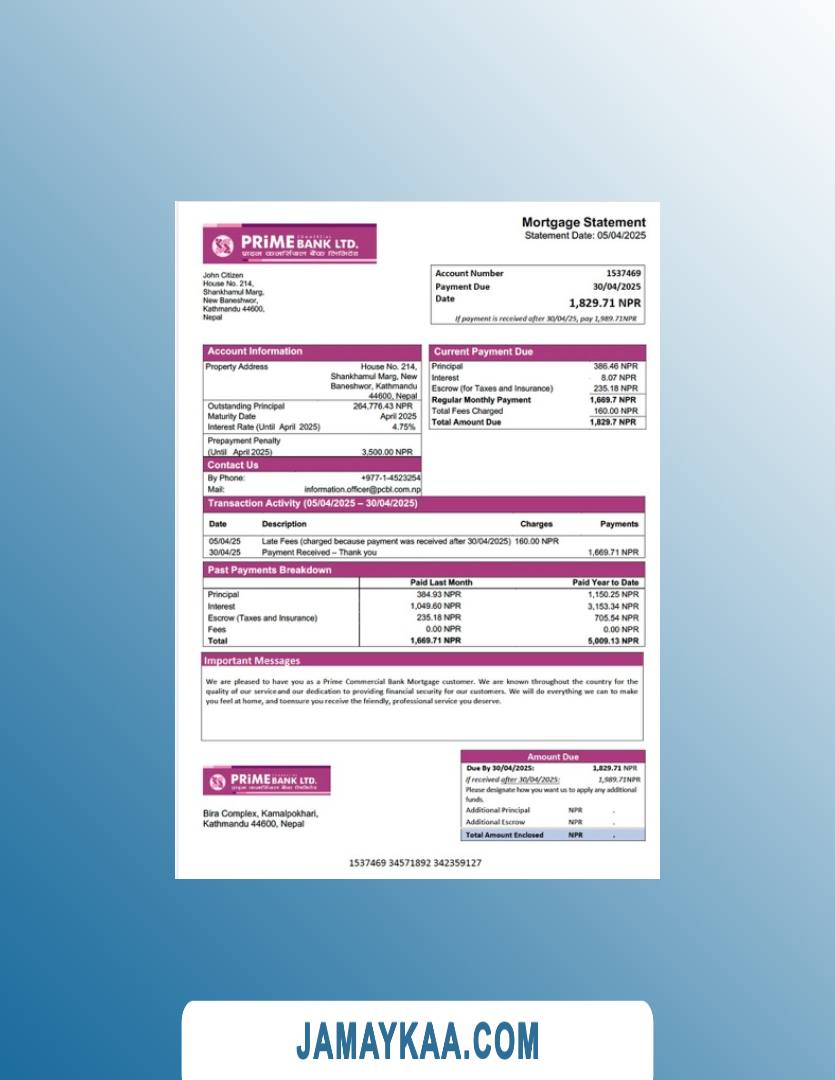 Mortgage Statement
Statement Date: 05/04/2025
COMMERCIAL
PRIME BANK LTD.
प्राइम कमर्सियल बैंक लिमिटेड
John Citizen
House No. 214,
Shankhamul Marg,
New Baneshwor,
Kathmandu 44600,
Nepal
Account Number 1537469
Payment Due 30/04/2025
Date 1,829.71 NPR
If payment is received after 30/04/25, pay 1,989.71NPR
Account Information
Property Address House No. 214,
Shankhamul Marg, New
Baneshwor, Kathmandu
44600, Nepal
Outstanding Principal 264,776.43 NPR
Maturity Date April 2025
Interest Rate (Until April 2025) 4.75%
Prepayment Penalty
(Until April 2025) 3,500.00 NPR
Current Payment Due
Principal 386.46 NPR
Interest 8.07 NPR
Escrow (for Taxes and Insurance) 235.18 NPR
Regular Monthly Payment 1,669.7 NPR
Total Fees Charged 160.00 NPR
Total Amount Due 1,829.7 NPR
Contact Us
By Phone: +977-1-4523254
Mail: information.officer@pcbl.com.np
Transaction Activity (05/04/2025 – 30/04/2025)
Date Description Charges Payments
05/04/25 Late Fees (charged because payment was received after 30/04/2025) 160.00 NPR
30/04/25 Payment Received – Thank you 1,669.71 NPR
Past Payments Breakdown
Paid Last Month Paid Year to Date
Principal 384.93 NPR 1,150.25 NPR
Interest 1,049.60 NPR 3,153.34 NPR
Escrow (Taxes and Insurance) 235.18 NPR 705.54 NPR
Fees 0.00 NPR 0.00 NPR
Total 1,669.71 NPR 5,009.13 NPR
Important Messages
We are pleased to have you as a Prime Commercial Bank Mortgage customer. We are known throughout the country for the
quality of our service and our dedication to providing financial security for our customers. We will do everything we can to make
you feel at home, and toensure you receive the friendly, professional service you deserve.
COMMERCIAL
PRIME BANK LTD.
प्राइम कमर्सियल बैंक लिमिटेड
Bira Complex, Kamalpokhari,
Kathmandu 44600, Nepal
Amount Due
Due By 30/04/2025: 1,829.71 NPR
If received after 30/04/2025: 1,989.71NPR
Please designate how you want us to apply any additional
funds.
Additional Principal NPR .
Additional Escrow NPR .
Total Amount Enclosed NPR .
1537469 34571892 342359127
JAMAYKAA.COM